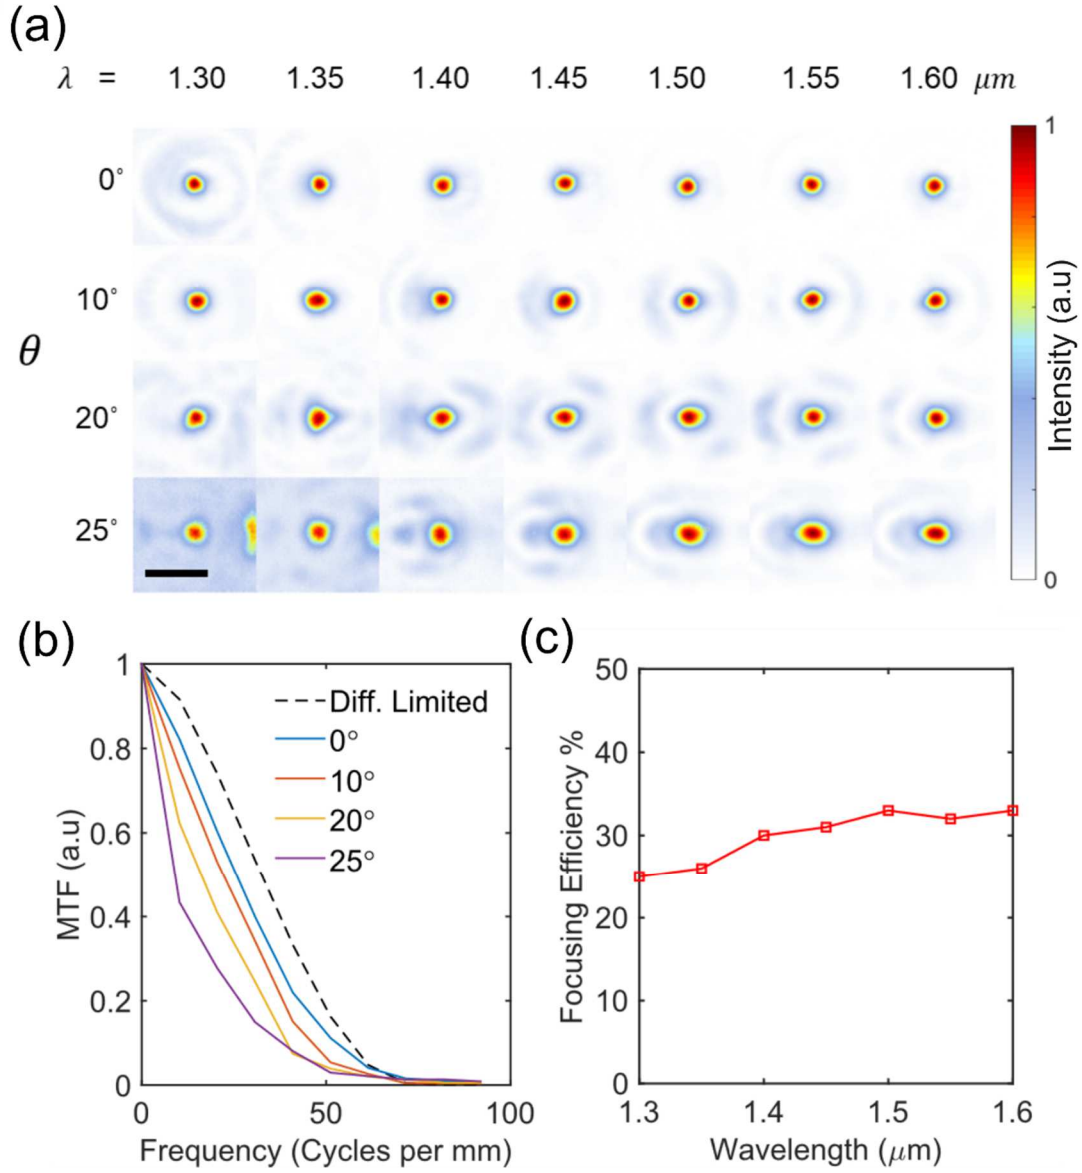 (a)
λ = 1.30 1.35 1.40 1.45 1.50 1.55 1.60 μm
0°
10°
θ
20°
25°
1
Intensity (a.u)
0
(b)
1
0.8
0.6
0.4
0.2
0
MTF (a.u)
Diff. Limited
0°
10°
20°
25°
0 50 100
Frequency (Cycles per mm)
(c)
50
40
30
20
10
0
Focusing Efficiency %
1.3 1.4 1.5 1.6
Wavelength (μm)